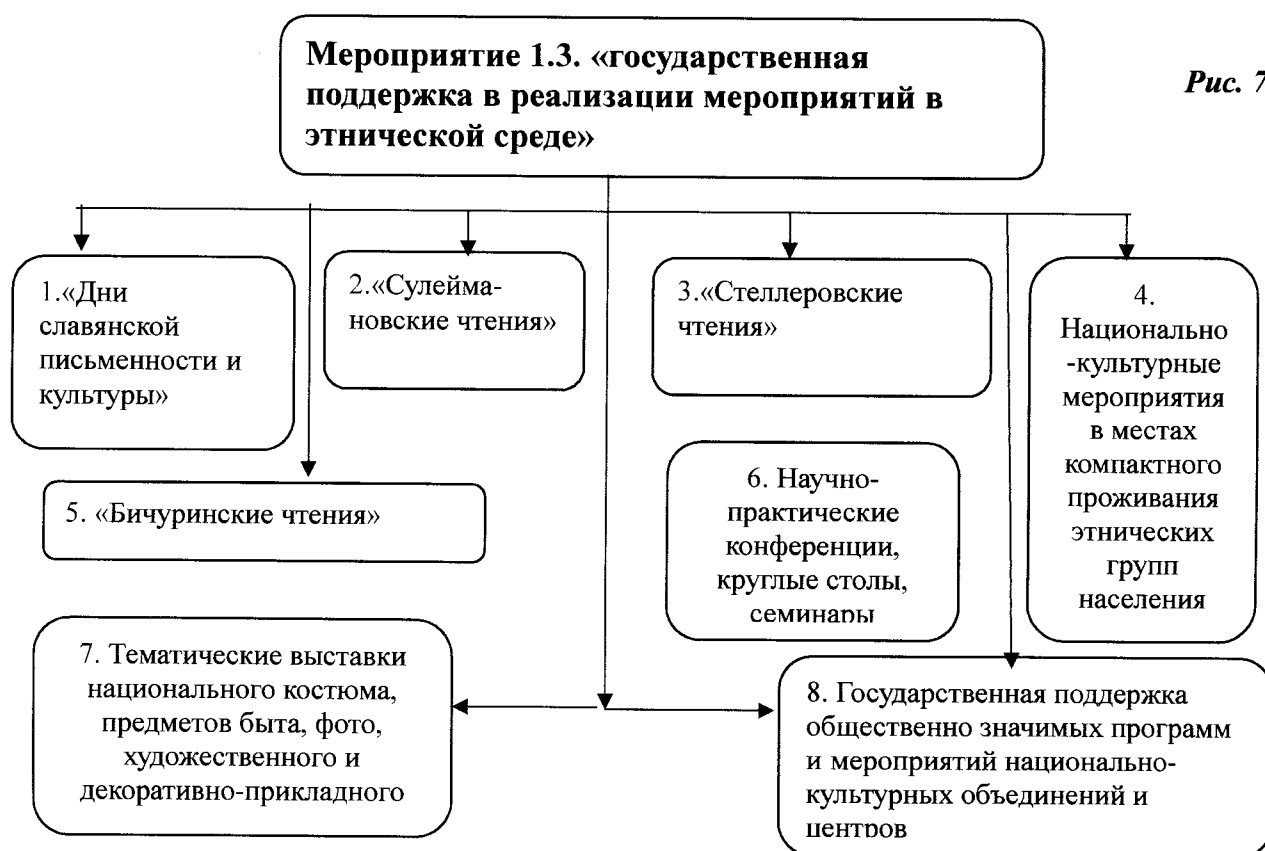 Мероприятие 1.3. «государственная
поддержка в реализации мероприятий в
этнической среде»
Рис. 7
1.«Дни
славянской
письменности и
культуры»
2.«Сулейма-
новские чтения»
3.«Стеллеровские
чтения»
4.
Национально
-культурные
мероприятия
в местах
компактного
проживания
этнических
групп
населения
5. «Бичуринские чтения»
6. Научно-
практические
конференции,
круглые столы,
семинары
7. Тематические выставки
национального костюма,
предметов быта, фото,
художественного и
декоративно-прикладного
8. Государственная поддержка
общественно значимых программ
и мероприятий национально-
культурных объединений и
центров